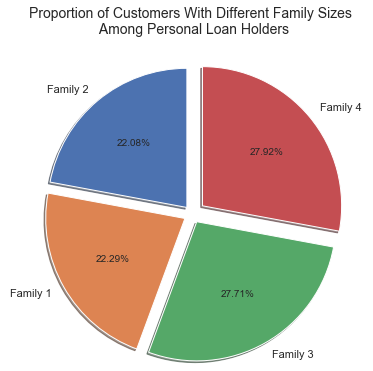 Proportion of Customers With Different Family Sizes
Among Personal Loan Holders
Family 2
Family 4
22.08%
27.92%
22.29%
27.71%
Family 1
Family 3